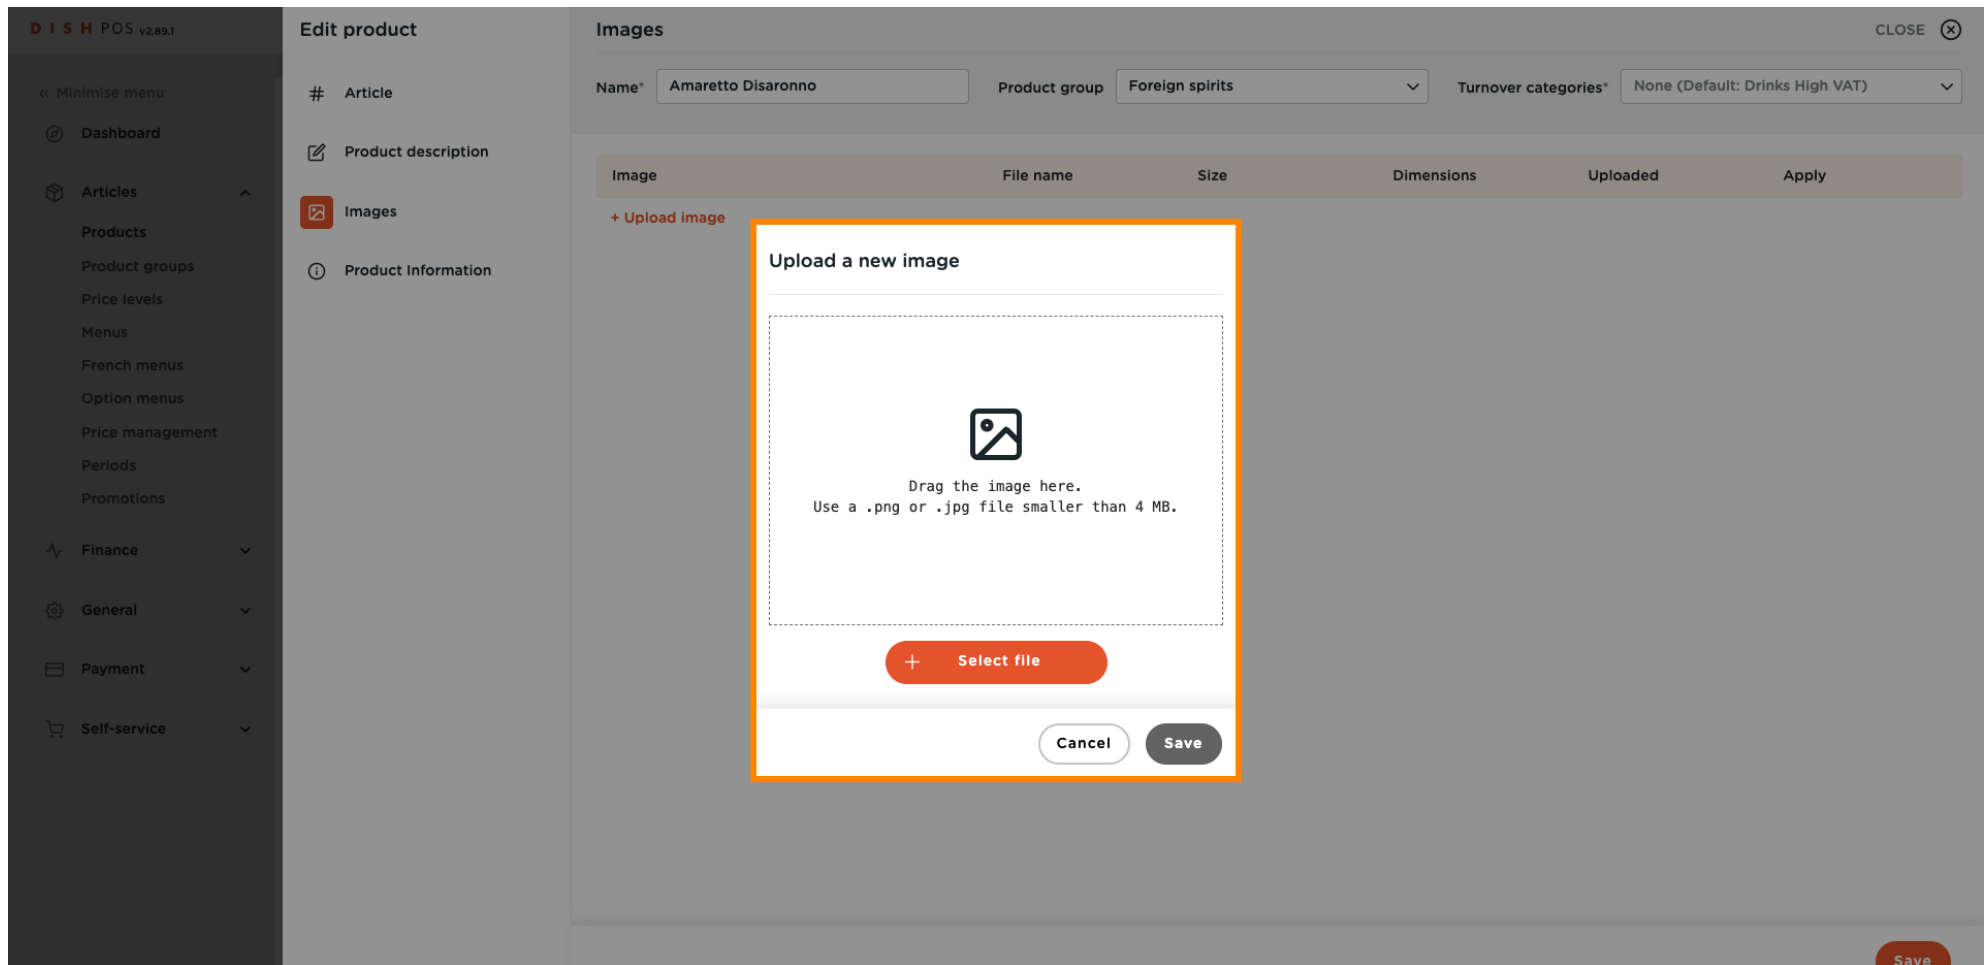 DISH POS v2.89.1
« Minimise menu
Dashboard
Articles
Products
Product groups
Price levels
Menus
French menus
Option menus
Price management
Periods
Promotions
Finance
General
Payment
Self-service
Edit product
# Article
Product description
Images
Product Information
Images
CLOSE
Name* Amaretto Disaronno Product group Foreign spirits Turnover categories* None (Default: Drinks High VAT)
Image File name Size Dimensions Uploaded Apply
+ Upload image
Upload a new image
Drag the image here.
Use a .png or .jpg file smaller than 4 MB.
+ Select file
Cancel Save
Save